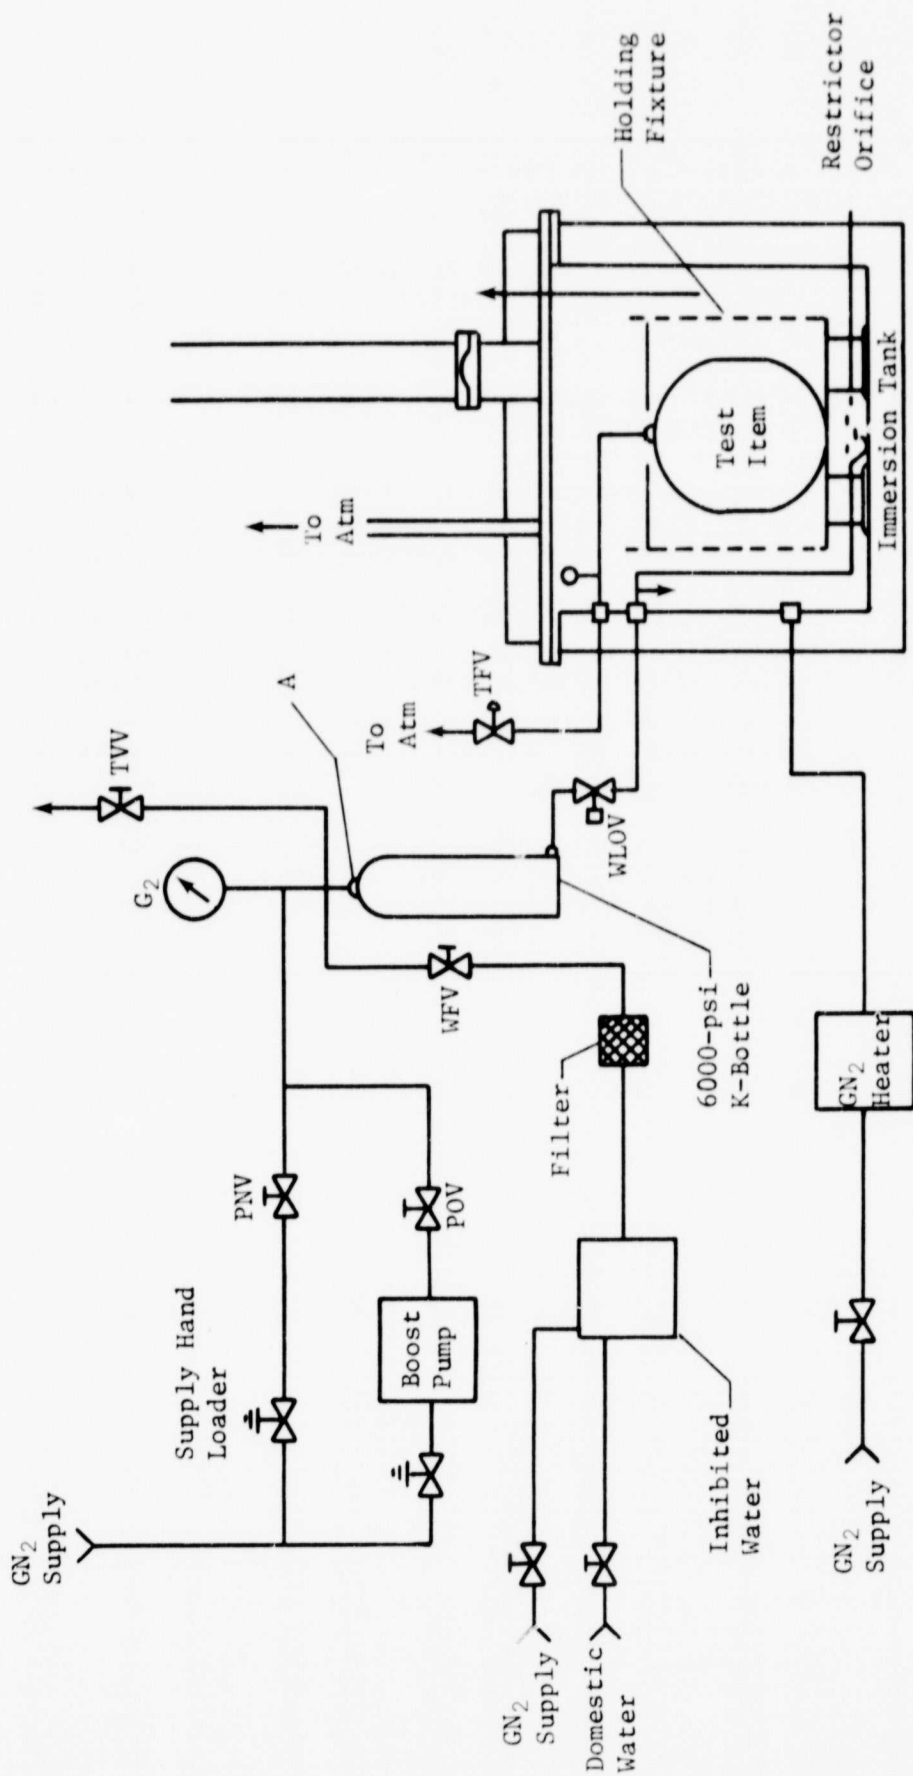 GN2
Supply
Supply Hand
Loader
PNV
G2
TVV
A
Boost
Pump
POV
WFV
To
Atm
TFV
To
Atm
GN2
Supply
Domestic
Water
Inhibited
Water
Filter
6000-psi
K-Bottle
WLOV
Test
Item
Holding
Fixture
Restrictor
Orifice
Immersion Tank
GN2
Supply
GN2
Heater